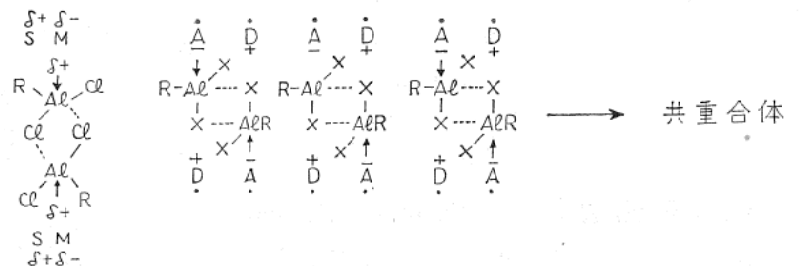 δ+ δ-
S M
δ+
R Al Cl
Cl Cl
Al
Cl δ+ R
S M
δ+ δ-
A D A D A D
- + - + - +
X X X
R-Al X R-Al X R-Al X
X AlR X AlR X AlR
X X X
+ - + - + -
D A D A D A
共重合体